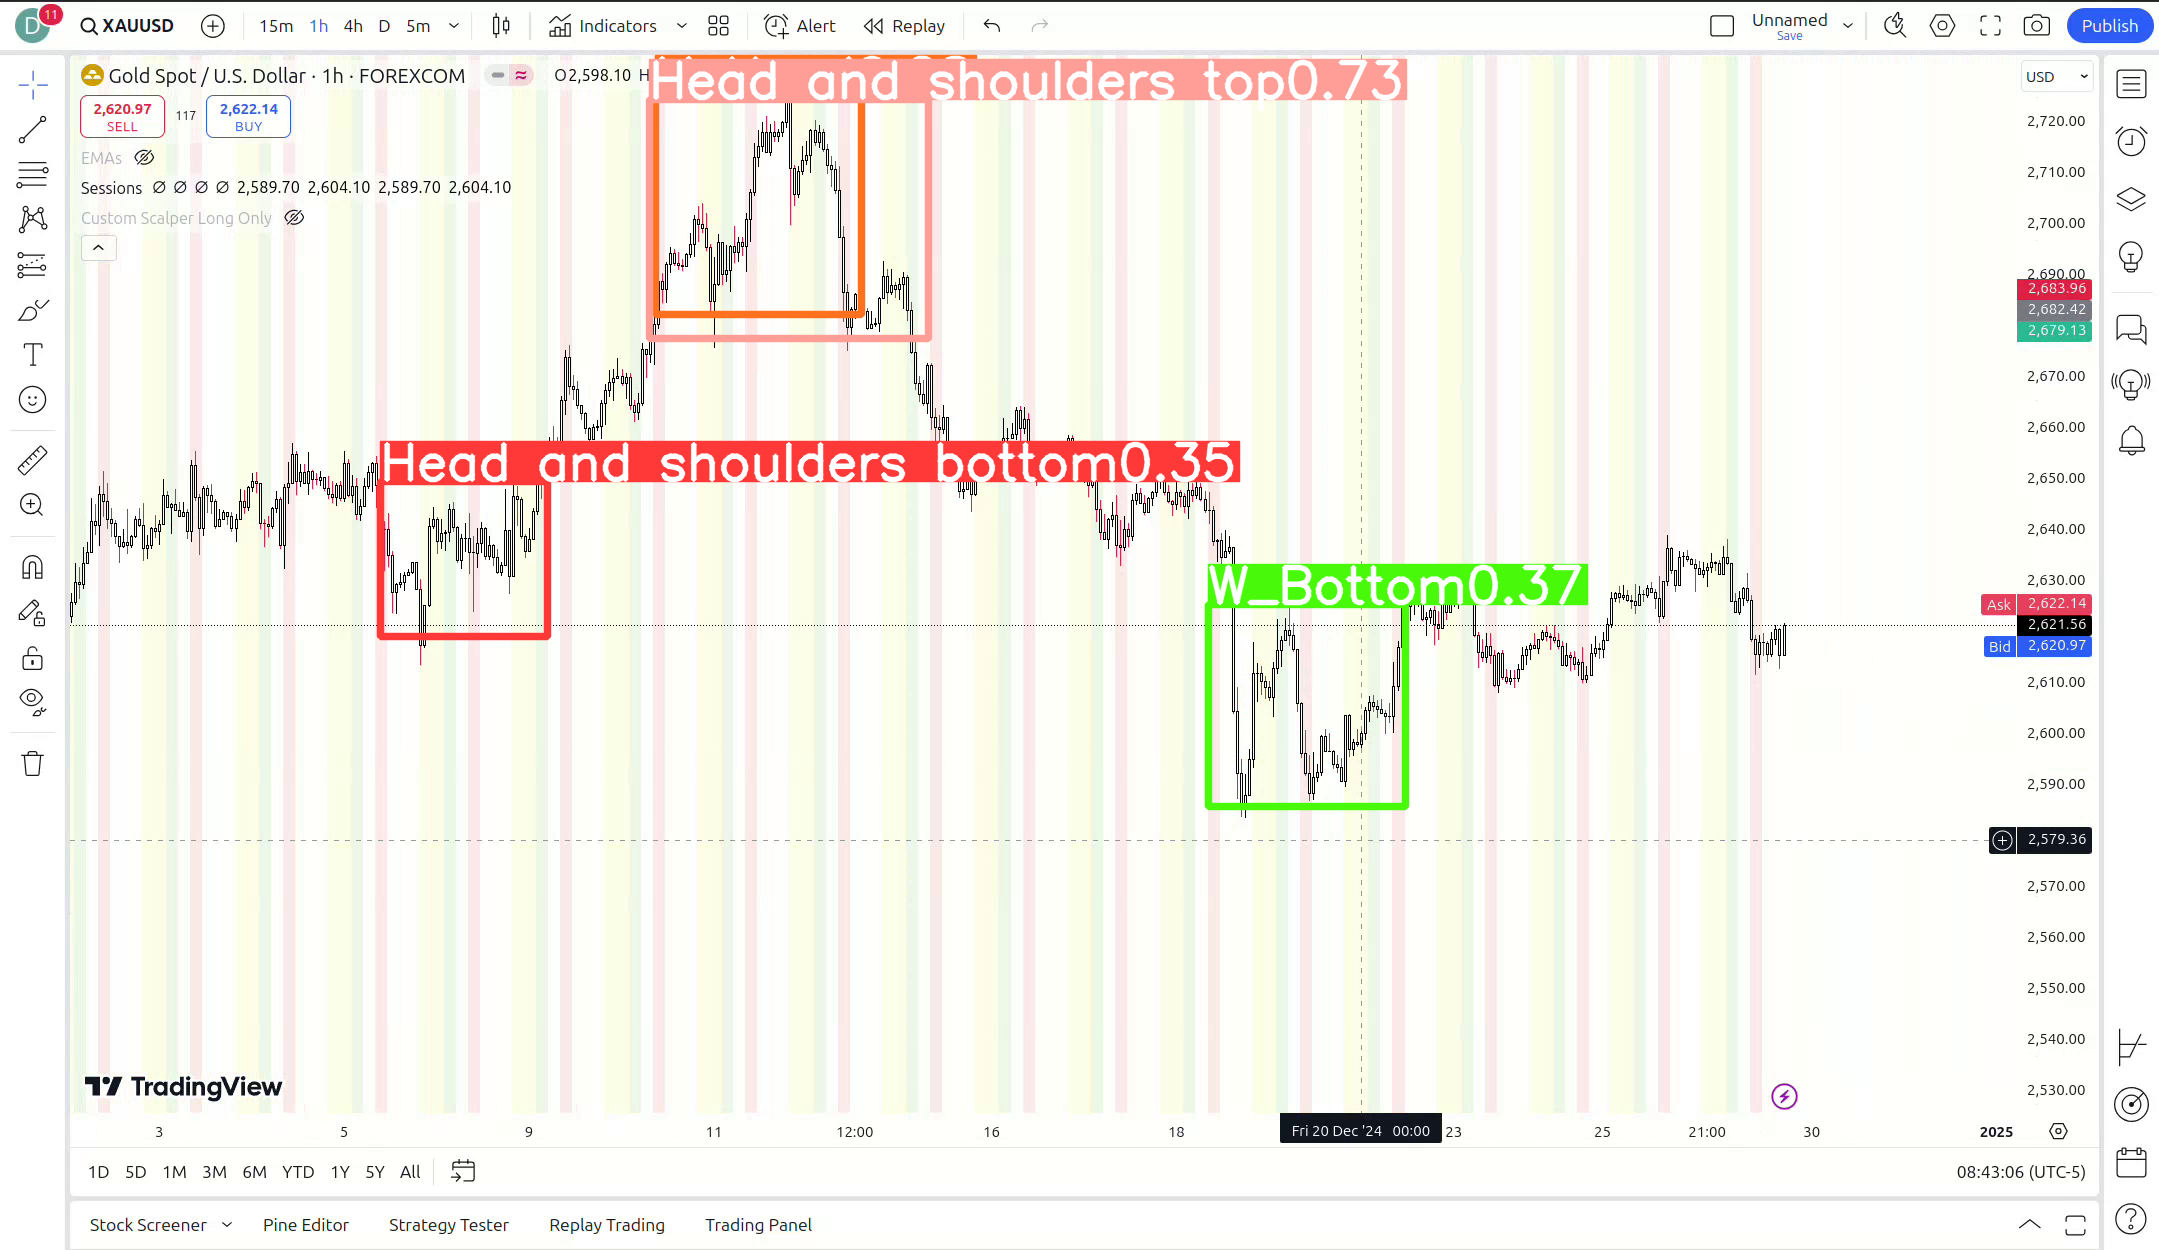 D 11 XAUUSD 15m 1h 4h D 5m Indicators Alert Replay Unnamed Publish
Save
Gold Spot / U.S. Dollar · 1h · FOREXCOM O2,598.10 H
Head and shoulders top0.73
USD
2,620.97 117 2,622.14
SELL BUY
EMAs
Sessions Ø Ø Ø Ø 2,589.70 2,604.10 2,589.70 2,604.10
Custom Scalper Long Only
2,720.00
2,710.00
2,700.00
2,690.00
2,683.96
2,682.42
2,679.13
2,670.00
2,660.00
Head and shoulders bottom0.35
2,650.00
2,640.00
2,630.00
W_Bottom0.37
Ask 2,622.14
2,621.56
Bid 2,620.97
2,610.00
2,600.00
2,590.00
2,579.36
2,570.00
2,560.00
2,550.00
2,540.00
2,530.00
TradingView
3 5 9 11 12:00 16 18 Fri 20 Dec '24 00:00 23 25 21:00 30 2025
1D 5D 1M 3M 6M YTD 1Y 5Y All 08:43:06 (UTC-5)
Stock Screener Pine Editor Strategy Tester Replay Trading Trading Panel